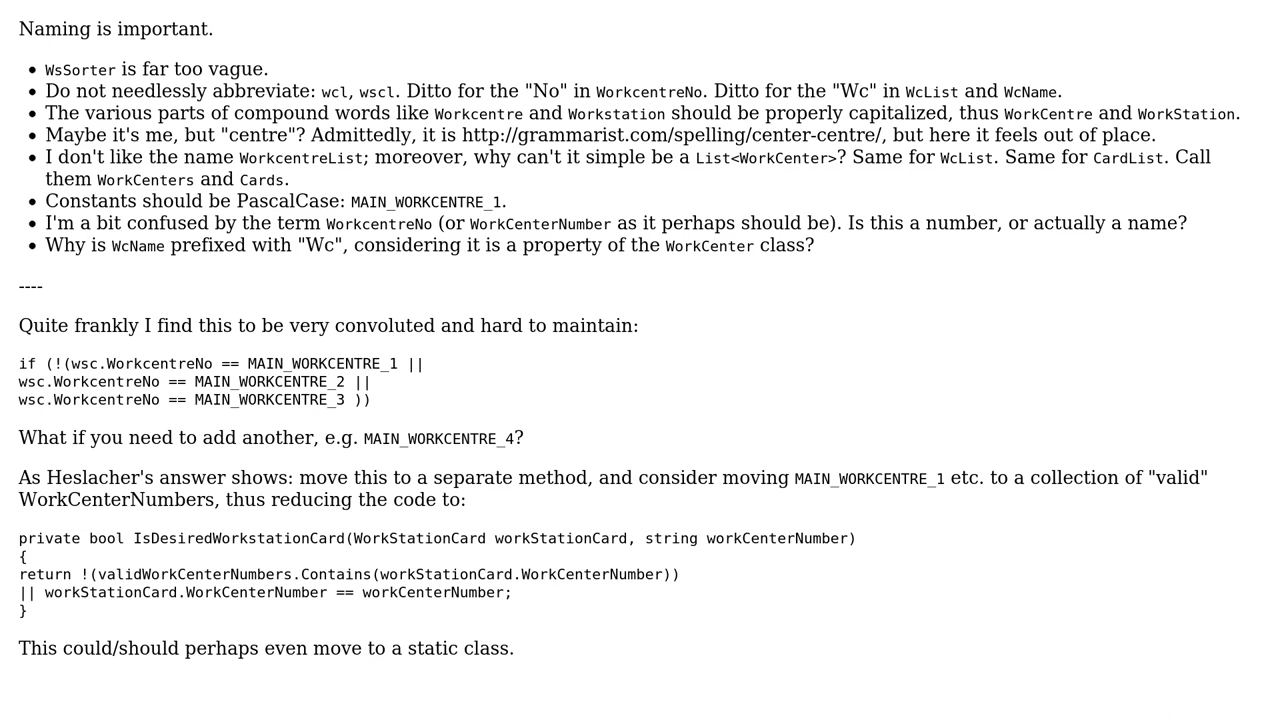 Naming is important.
WsSorter is far too vague.
Do not needlessly abbreviate: wcl, wscl. Ditto for the "No" in WorkcentreNo. Ditto for the "Wc" in WcList and WcName.
The various parts of compound words like Workcentre and Workstation should be properly capitalized, thus WorkCentre and WorkStation.
Maybe it's me, but "centre"? Admittedly, it is http://grammarist.com/spelling/center-centre/, but here it feels out of place.
I don't like the name WorkcentreList; moreover, why can't it simple be a List<WorkCenter>? Same for WcList. Same for CardList. Call
them WorkCenters and Cards.
Constants should be PascalCase: MAIN_WORKCENTRE_1.
I'm a bit confused by the term WorkcentreNo (or WorkCenterNumber as it perhaps should be). Is this a number, or actually a name?
Why is WcName prefixed with "Wc", considering it is a property of the WorkCenter class?
----
Quite frankly I find this to be very convoluted and hard to maintain:
if (!(wsc.WorkcentreNo == MAIN_WORKCENTRE_1 ||
wsc.WorkcentreNo == MAIN_WORKCENTRE_2 ||
wsc.WorkcentreNo == MAIN_WORKCENTRE_3 ))
What if you need to add another, e.g. MAIN_WORKCENTRE_4?
As Heslacher's answer shows: move this to a separate method, and consider moving MAIN_WORKCENTRE_1 etc. to a collection of "valid"
WorkCenterNumbers, thus reducing the code to:
private bool IsDesiredWorkstationCard(WorkStationCard workStationCard, string workCenterNumber)
{
return !(validWorkCenterNumbers.Contains(workStationCard.WorkCenterNumber))
|| workStationCard.WorkCenterNumber == workCenterNumber;
}
This could/should perhaps even move to a static class.